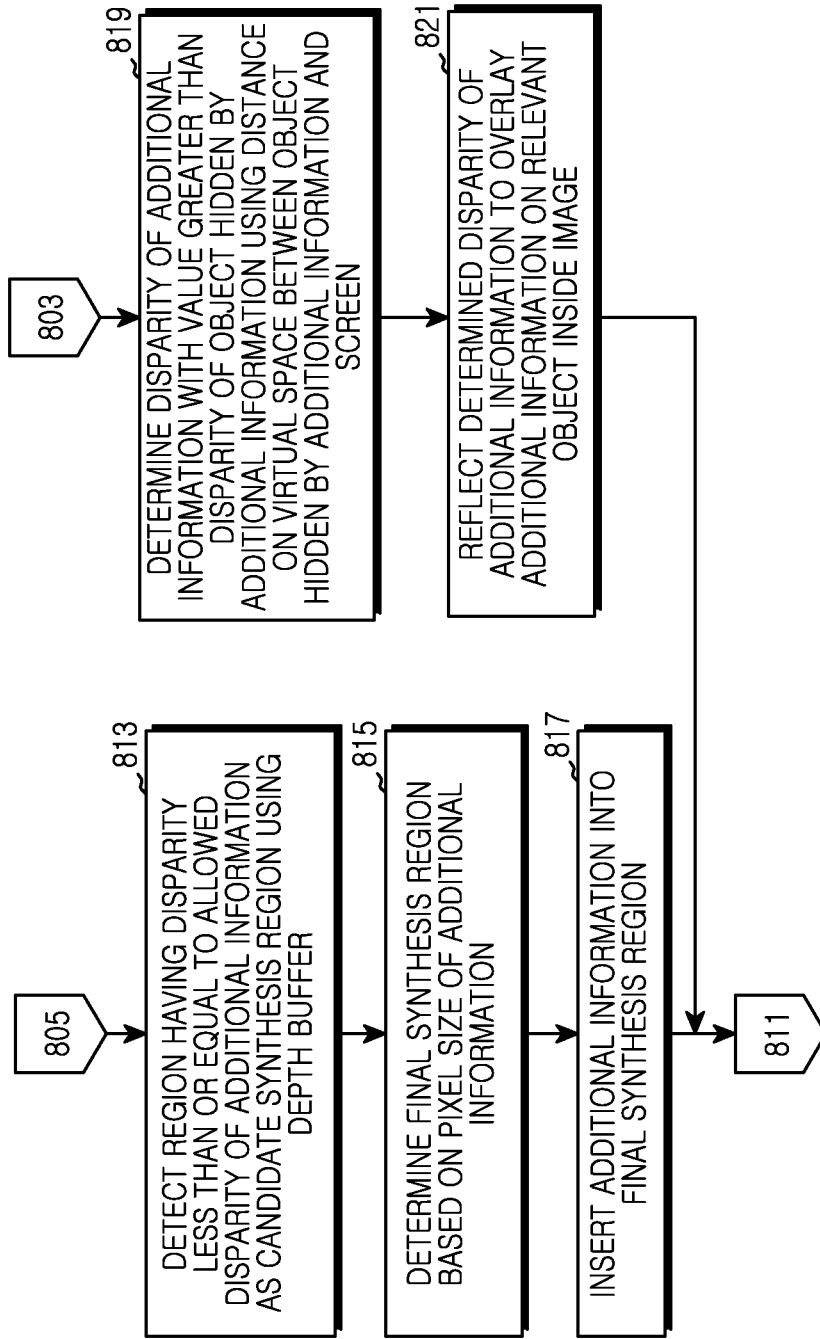 805
813
DETECT REGION HAVING DISPARITY
LESS THAN OR EQUAL TO ALLOWED
DISPARITY OF ADDITIONAL INFORMATION
AS CANDIDATE SYNTHESIS REGION USING
DEPTH BUFFER
815
DETERMINE FINAL SYNTHESIS REGION
BASED ON PIXEL SIZE OF ADDITIONAL
INFORMATION
817
INSERT ADDITIONAL INFORMATION INTO
FINAL SYNTHESIS REGION
811
803
819
DETERMINE DISPARITY OF ADDITIONAL
INFORMATION WITH VALUE GREATER THAN
DISPARITY OF OBJECT HIDDEN BY
ADDITIONAL INFORMATION USING DISTANCE
ON VIRTUAL SPACE BETWEEN OBJECT
HIDDEN BY ADDITIONAL INFORMATION AND
SCREEN
821
REFLECT DETERMINED DISPARITY OF
ADDITIONAL INFORMATION TO OVERLAY
ADDITIONAL INFORMATION ON RELEVANT
OBJECT INSIDE IMAGE